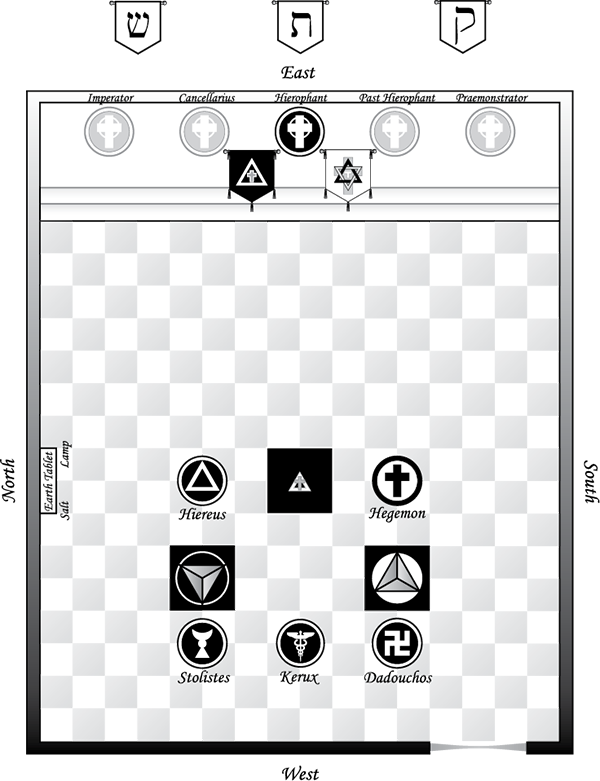 ש ת ק
East
Imperator Cancellarius Hierophant Past Hierophant Praemonstrator
North
Earth Tablet
Lamp
Salt
South
Hiereus Hegemon
Stolistes Kerux Dadouchos
West